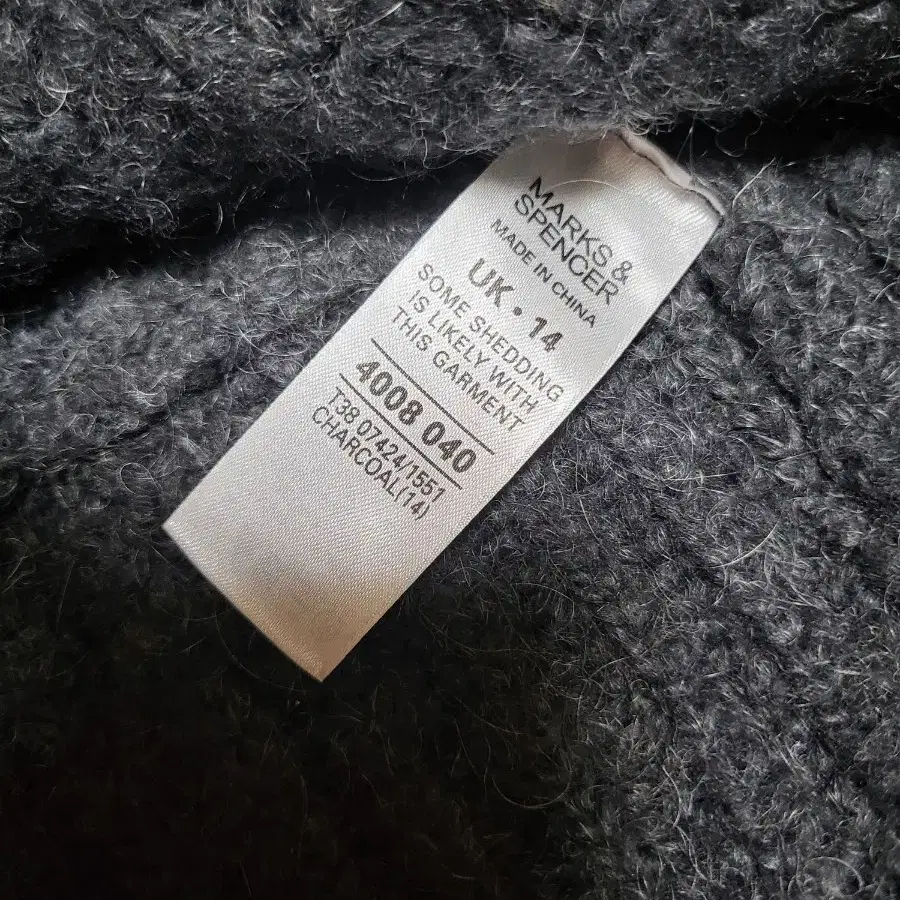 MARKS &
SPENCER
MADE IN CHINA
UK • 14
SOME SHEDDING
IS LIKELY WITH
THIS GARMENT
4008 040
T38 07424/1551
CHARCOAL(14)